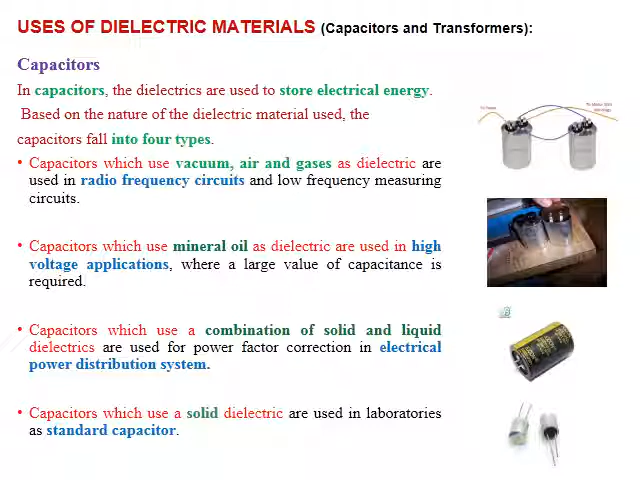 USES OF DIELECTRIC MATERIALS (Capacitors and Transformers):
Capacitors
In capacitors, the dielectrics are used to store electrical energy.
Based on the nature of the dielectric material used, the
capacitors fall into four types.
• Capacitors which use vacuum, air and gases as dielectric are
used in radio frequency circuits and low frequency measuring
circuits.
• Capacitors which use mineral oil as dielectric are used in high
voltage applications, where a large value of capacitance is
required.
• Capacitors which use a combination of solid and liquid
dielectrics are used for power factor correction in electrical
power distribution system.
• Capacitors which use a solid dielectric are used in laboratories
as standard capacitor.